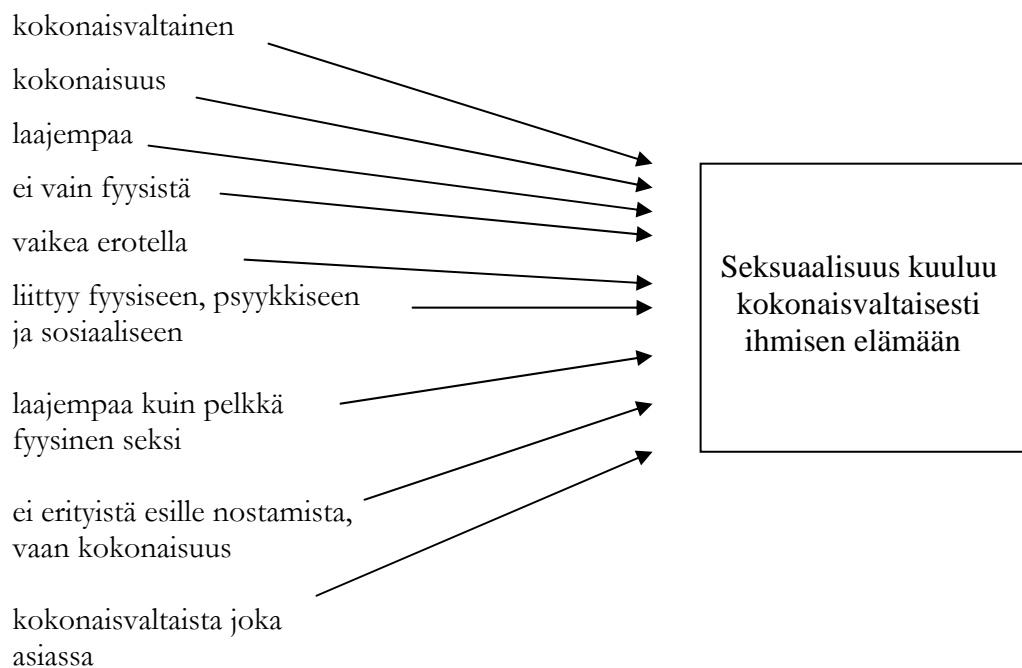 kokonaisvaltainen
kokonaisuus
laajempaa
ei vain fyysistä
vaikea erotella
liittyy fyysiseen, psyykkiseen
ja sosiaaliseen
laajempaa kuin pelkkä
fyysinen seksi
ei erityistä esille nostamista,
vaan kokonaisuus
kokonaisvaltaista joka
asiassa
Seksuaalisuus kuuluu
kokonaisvaltaisesti
ihmisen elämään